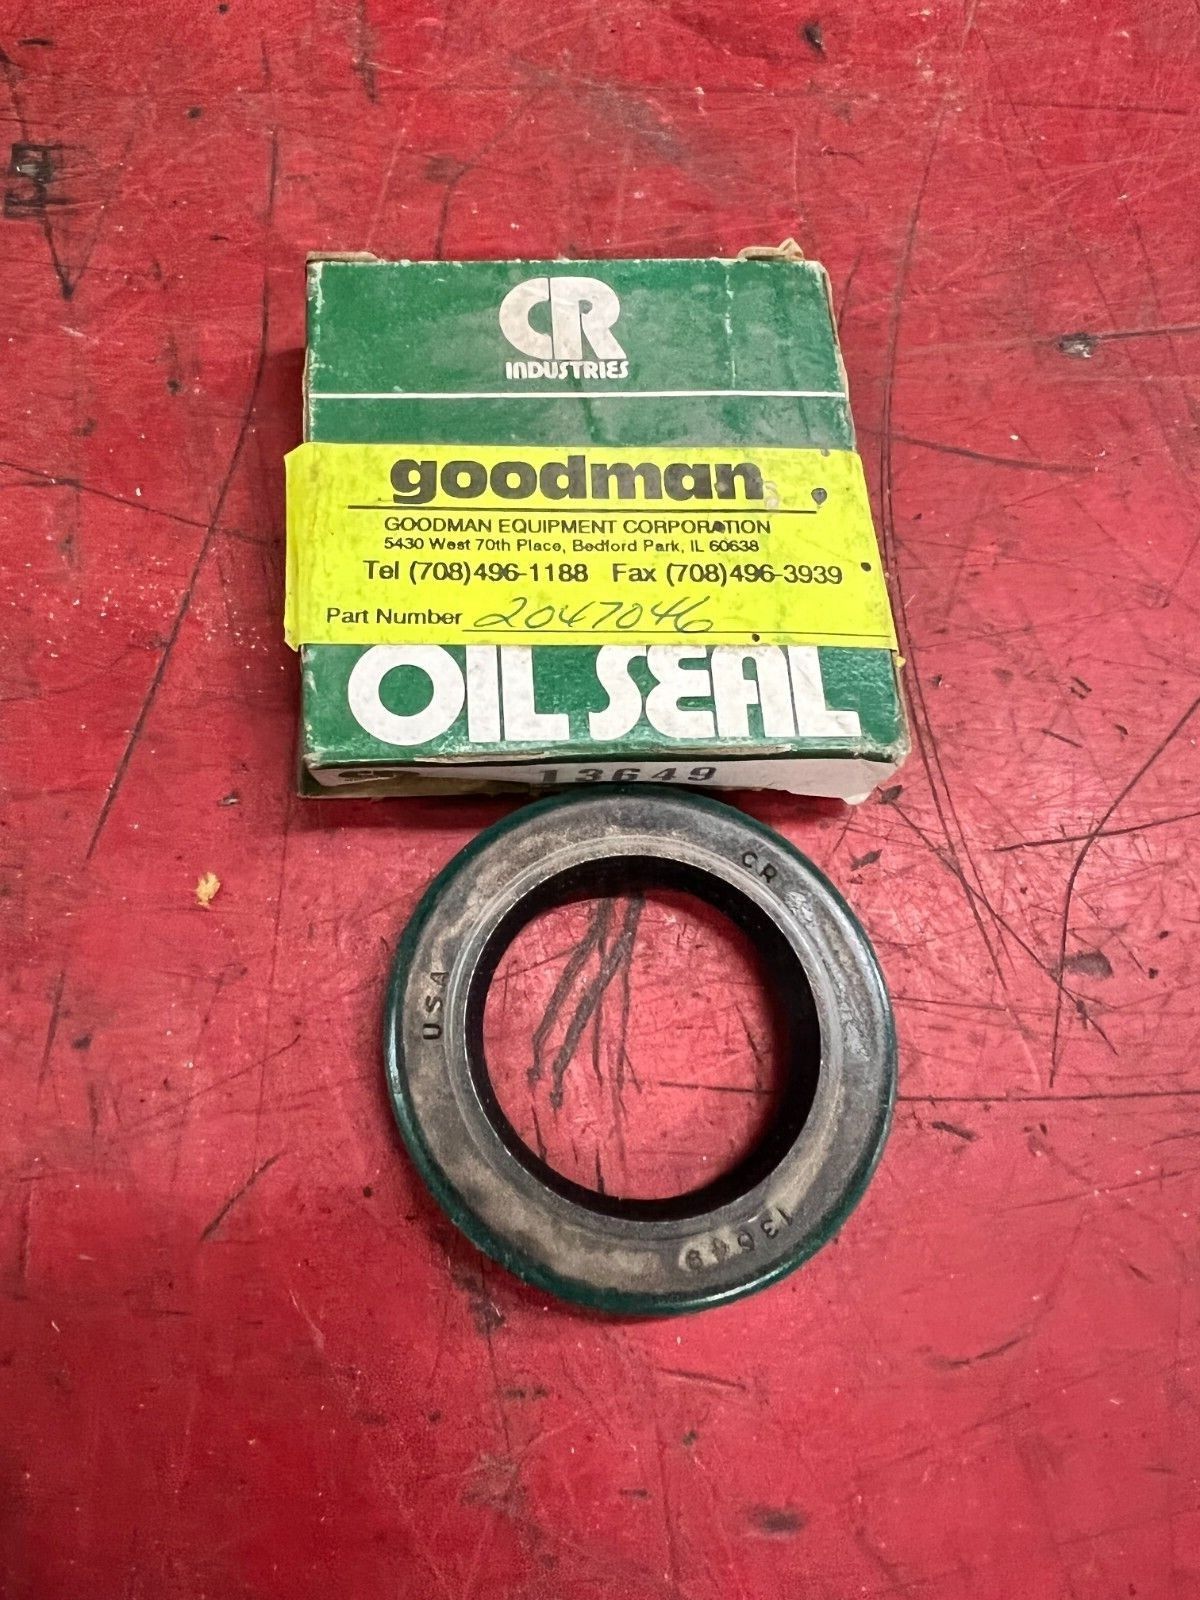 CR
INDUSTRIES
goodman
GOODMAN EQUIPMENT CORPORATION
5430 West 70th Place, Bedford Park, IL 60638
Tel (708)496-1188 Fax (708)496-3939
Part Number 2047046
OIL SEAL
13649
CR
USA
13649